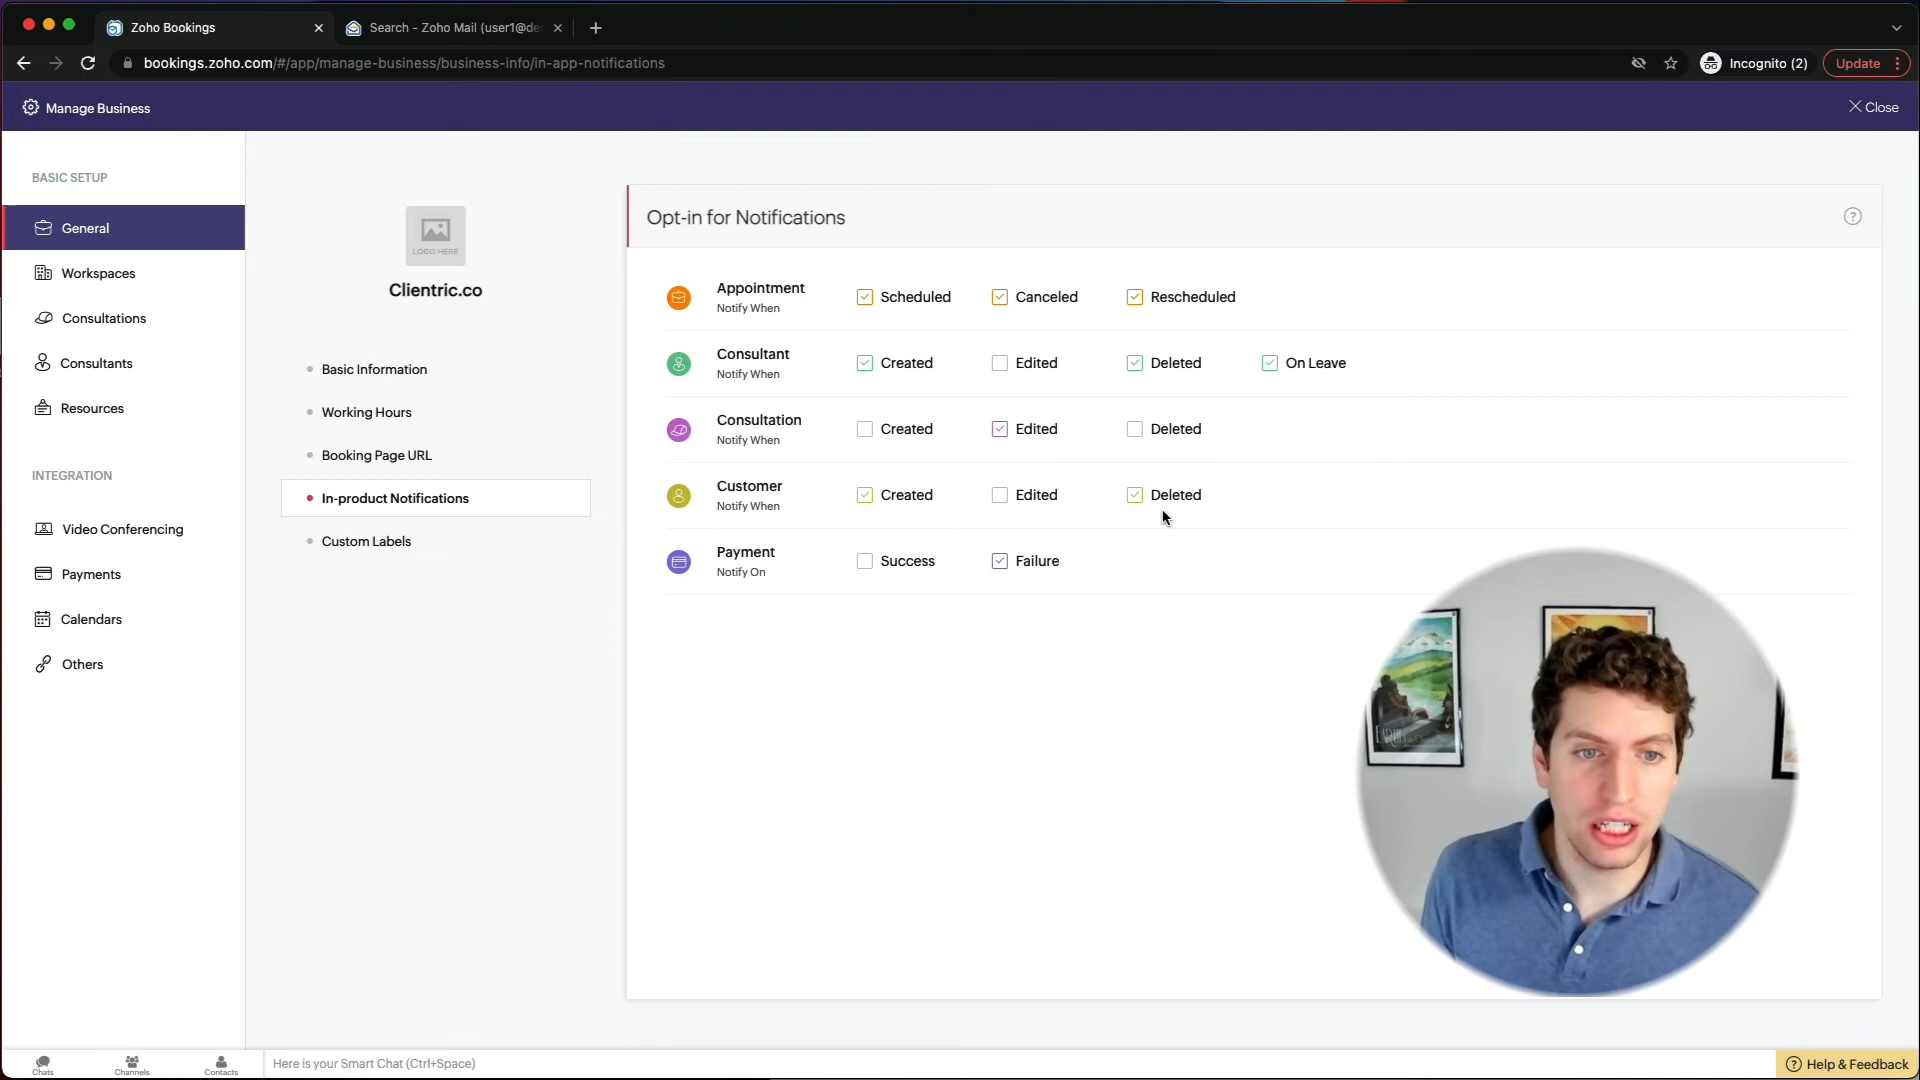 Zoho Bookings
Search - Zoho Mail (user1@de
bookings.zoho.com/#/app/manage-business/business-info/in-app-notifications
Incognito (2)
Update
Manage Business
Close
BASIC SETUP
General
Workspaces
Consultations
Consultants
Resources
INTEGRATION
Video Conferencing
Payments
Calendars
Others
LOGO HERE
Clientric.co
Basic Information
Working Hours
Booking Page URL
In-product Notifications
Custom Labels
Opt-in for Notifications
?
Appointment
Notify When
Scheduled
Canceled
Rescheduled
Consultant
Notify When
Created
Edited
Deleted
On Leave
Consultation
Notify When
Created
Edited
Deleted
Customer
Notify When
Created
Edited
Deleted
Payment
Notify On
Success
Failure
EARTH
Chats
Channels
Contacts
Here is your Smart Chat (Ctrl+Space)
? Help & Feedback